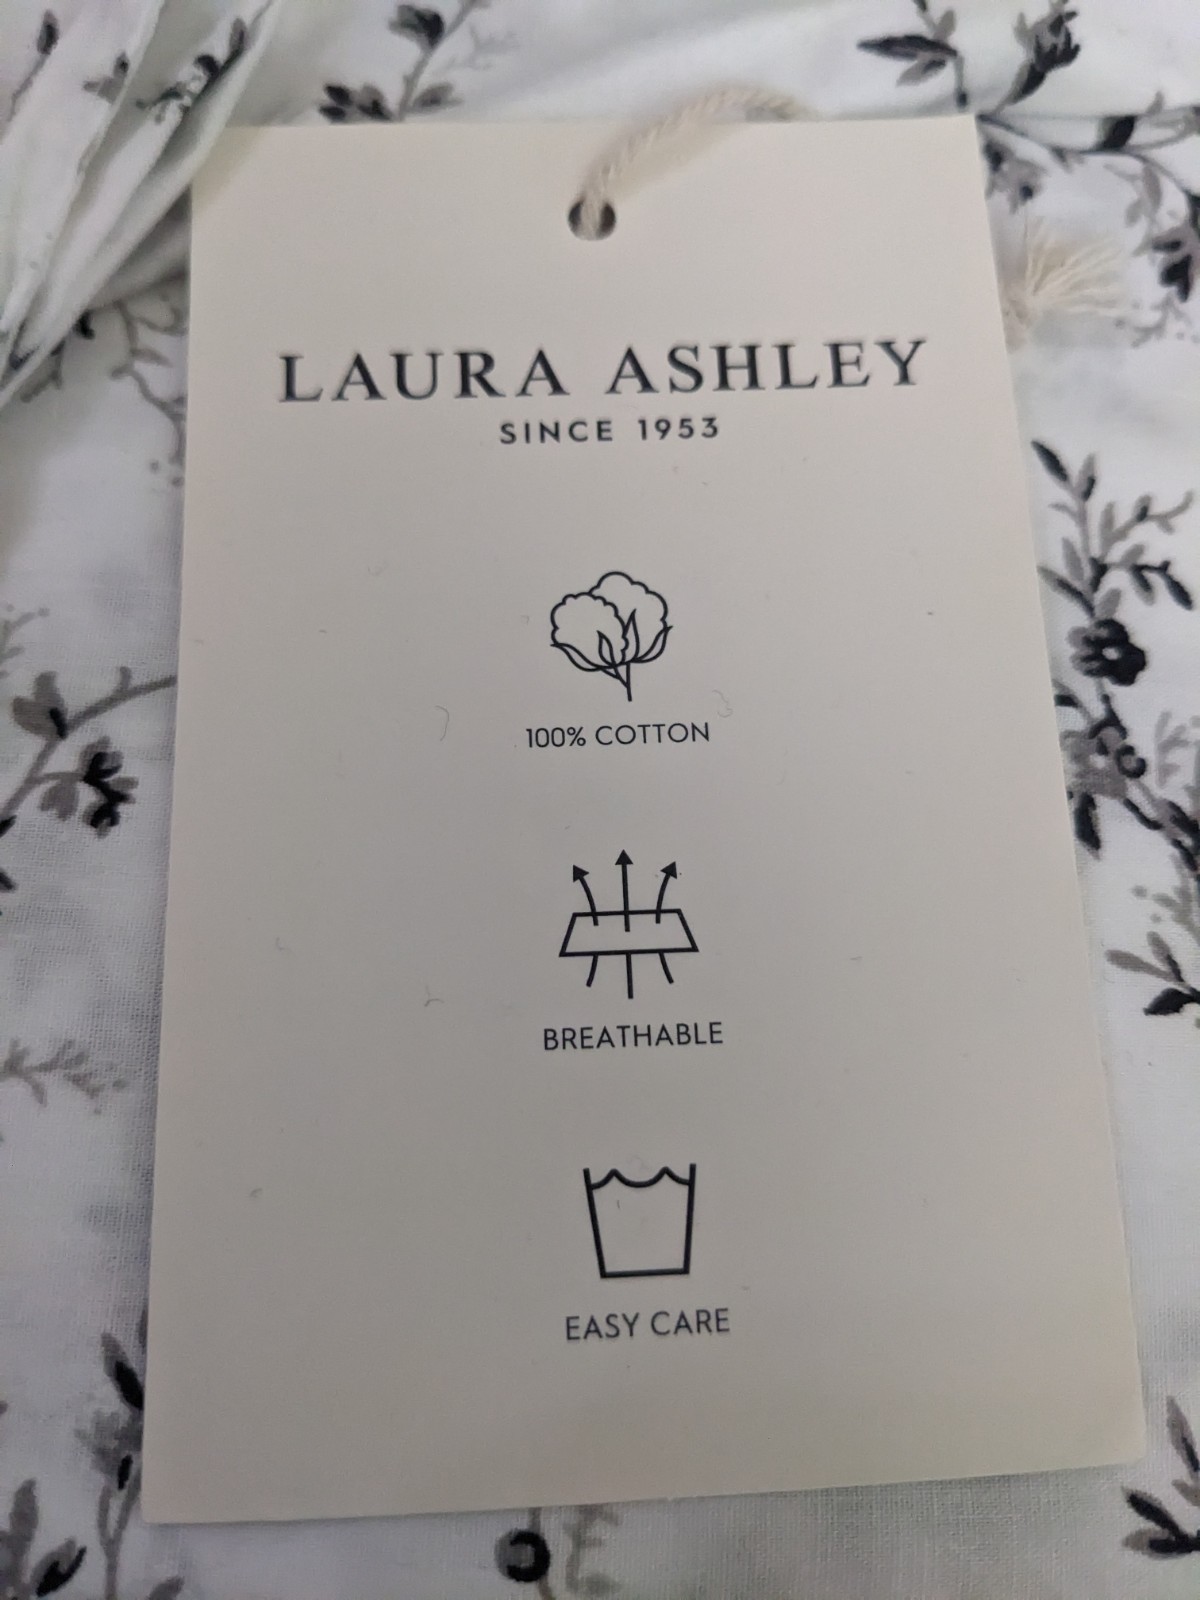 LAURA ASHLEY
SINCE 1953
100% COTTON
BREATHABLE
EASY CARE